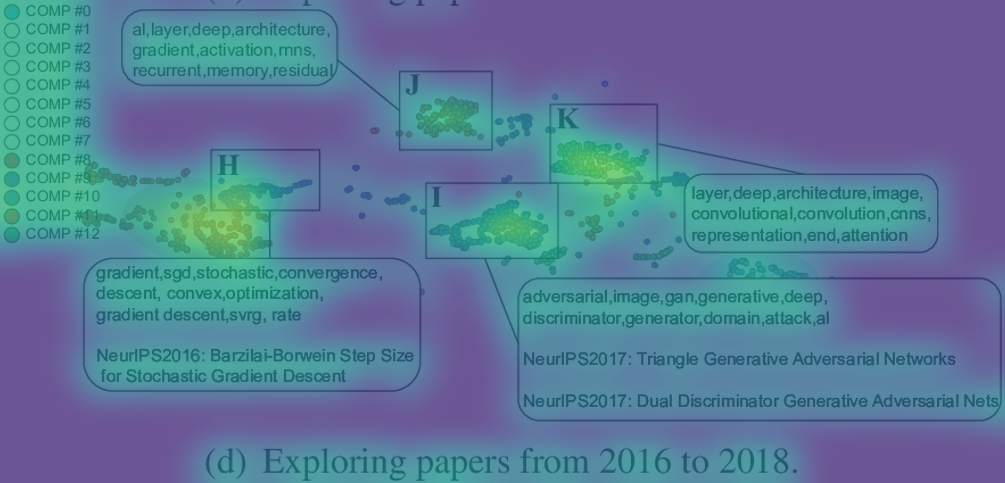 COMP #0
COMP #1
COMP #2
COMP #3
COMP #4
COMP #5
COMP #6
COMP #7
COMP #8
COMP #9
COMP #10
COMP #11
COMP #12
al,layer,deep,architecture,
gradient,activation,rnns,
recurrent,memory,residual
J
K
H
I
layer,deep,architecture,image,
convolutional,convolution,cnns,
representation,end,attention
gradient,sgd,stochastic,convergence,
descent, convex,optimization,
gradient descent,svrg, rate
NeurIPS2016: Barzilai-Borwein Step Size
for Stochastic Gradient Descent
adversarial,image,gan,generative,deep,
discriminator,generator,domain,attack,al
NeurIPS2017: Triangle Generative Adversarial Networks
NeurIPS2017: Dual Discriminator Generative Adversarial Nets
(d) Exploring papers from 2016 to 2018.